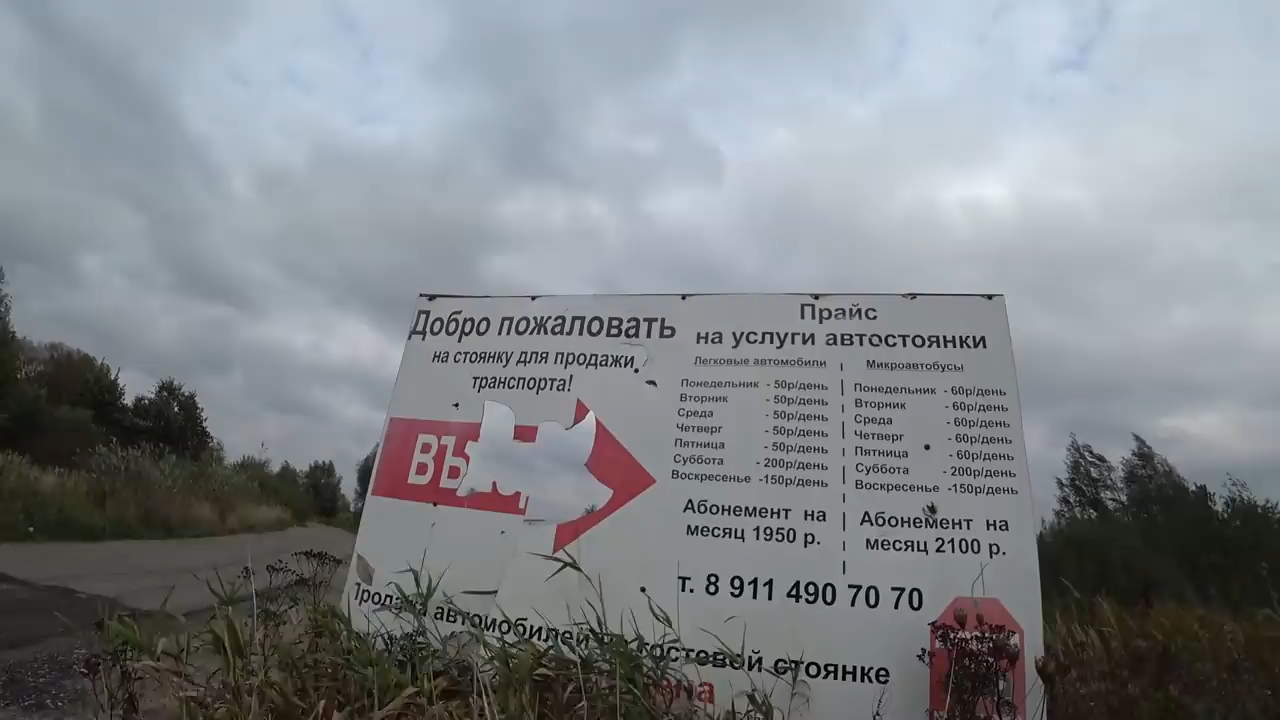 Добро пожаловать
на стоянку для продажи
транспорта!
ВЪ
Прайс
на услуги автостоянки
Легковые автомобили
Понедельник - 50р/день
Вторник - 50р/день
Среда - 50р/день
Четверг - 50р/день
Пятница - 50р/день
Суббота - 200р/день
Воскресенье -150р/день
Абонемент на
месяц 1950 р.
Микроавтобусы
Понедельник - 60р/день
Вторник - 60р/день
Среда - 60р/день
Четверг - 60р/день
Пятница - 60р/день
Суббота - 200р/день
Воскресенье -150р/день
Абонемент на
месяц 2100 р.
т. 8 911 490 70 70
Продажа автомобилей гостевой стоянке